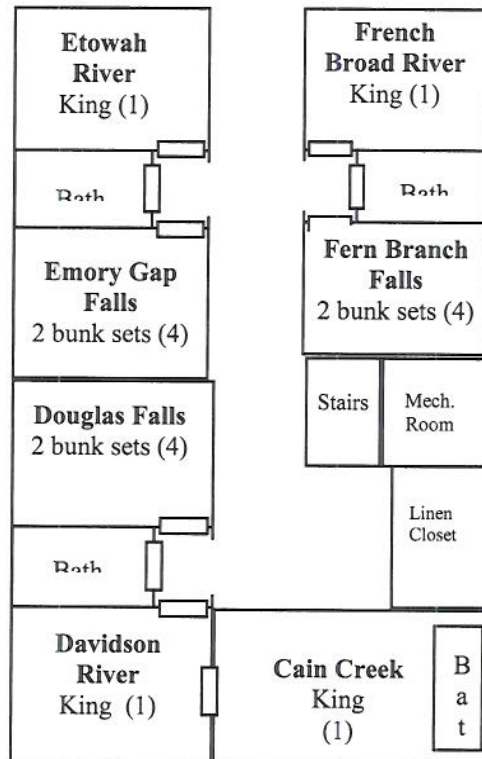 Etowah
River
King (1)
French
Broad River
King (1)
Bath
Bath
Emory Gap
Falls
2 bunk sets (4)
Fern Branch
Falls
2 bunk sets (4)
Douglas Falls
2 bunk sets (4)
Stairs
Mech.
Room
Linen
Closet
Bath
Davidson
River
King (1)
Cain Creek
King
(1)
B
a
t